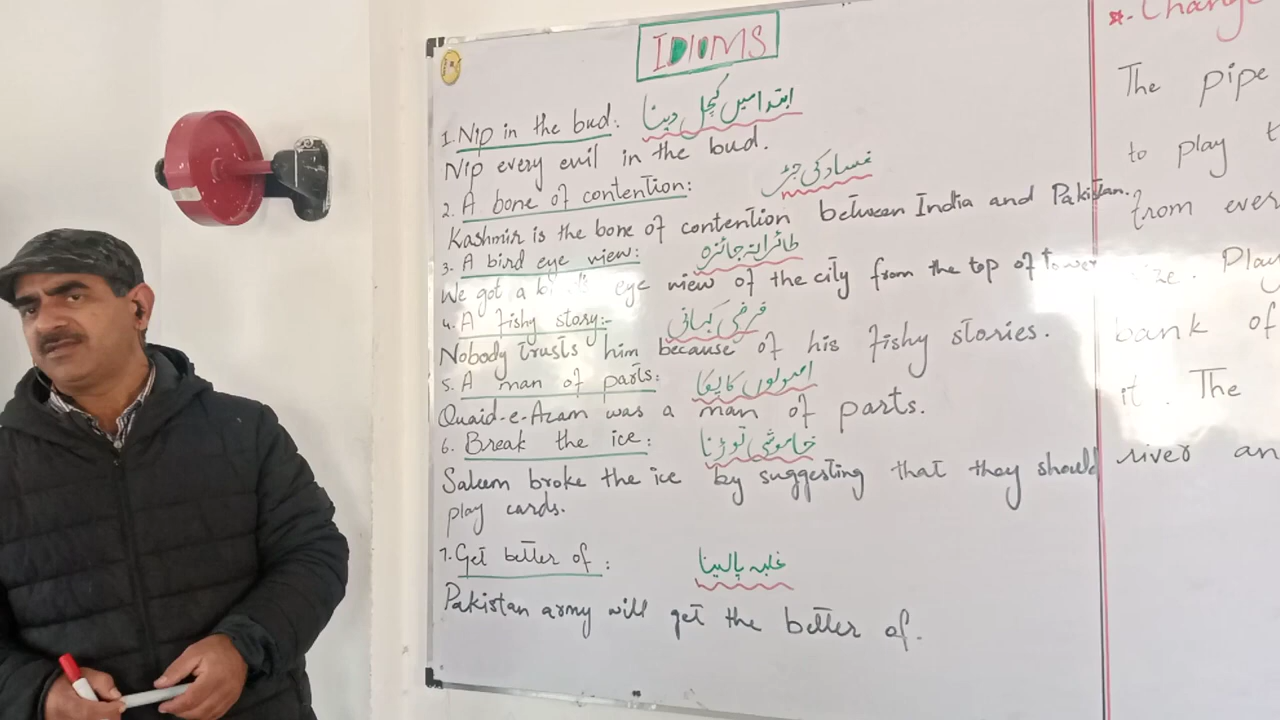 IDIOMS
1. Nip in the bud: ابتدا میں کچل دینا
Nip every evil in the bud.
2. A bone of contention: فساد کی جڑ
Kashmir is the bone of contention between India and Pakistan.
3. A bird eye view: طائرانہ جائزہ
We got a bird's eye view of the city from the top of tower
4. A fishy story:- فرضی کہانی
Nobody trusts him because of his fishy stories.
5. A man of parts: اصولوں کا پکا
Quaid-e-Azam was a man of parts.
6. Break the ice: خاموشی توڑنا
Saleem broke the ice by suggesting that they should
play cards.
7. Get better of: غلبہ پا لینا
Pakistan army will get the better of.
*. Change
The pipe
to play
from ever
Play
bank of
it. The
river an